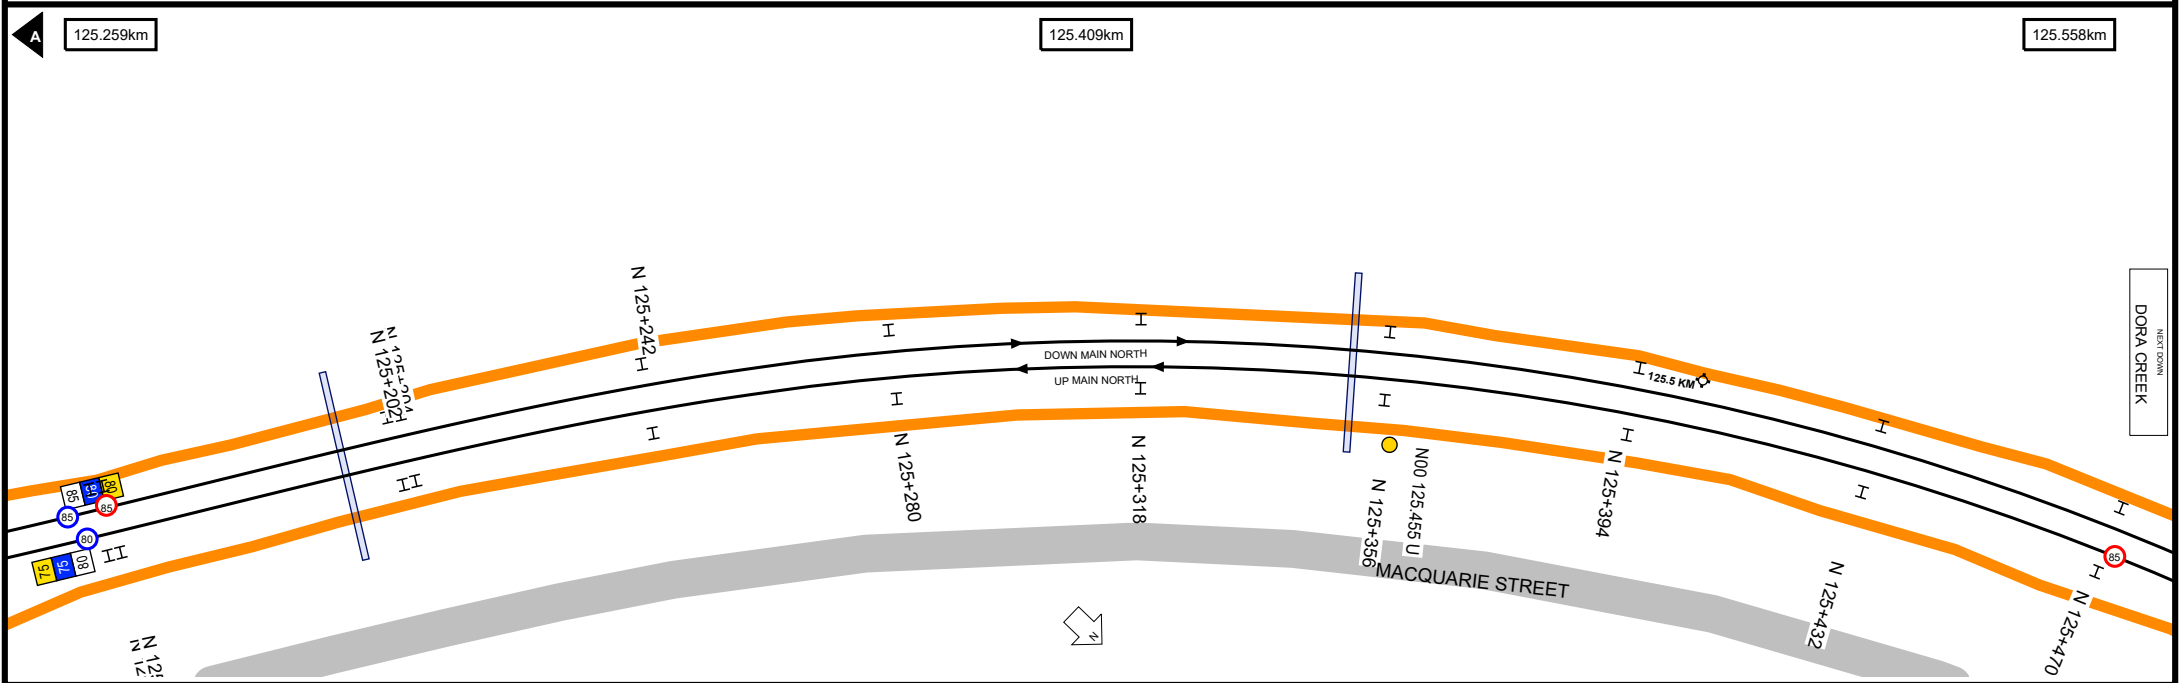 A
125.259km
125.409km
125.558km
N 125+202
N 125+242
DOWN MAIN NORTH
UP MAIN NORTH
125.5 KM
NEXT DOWN
DORA CREEK
85
80
85
85
80
80
75
75
85
N 125+280
N 125+318
N 125+356
N00 125.455 U
N 125+394
N 125+432
N 125+470
MACQUARIE STREET
N